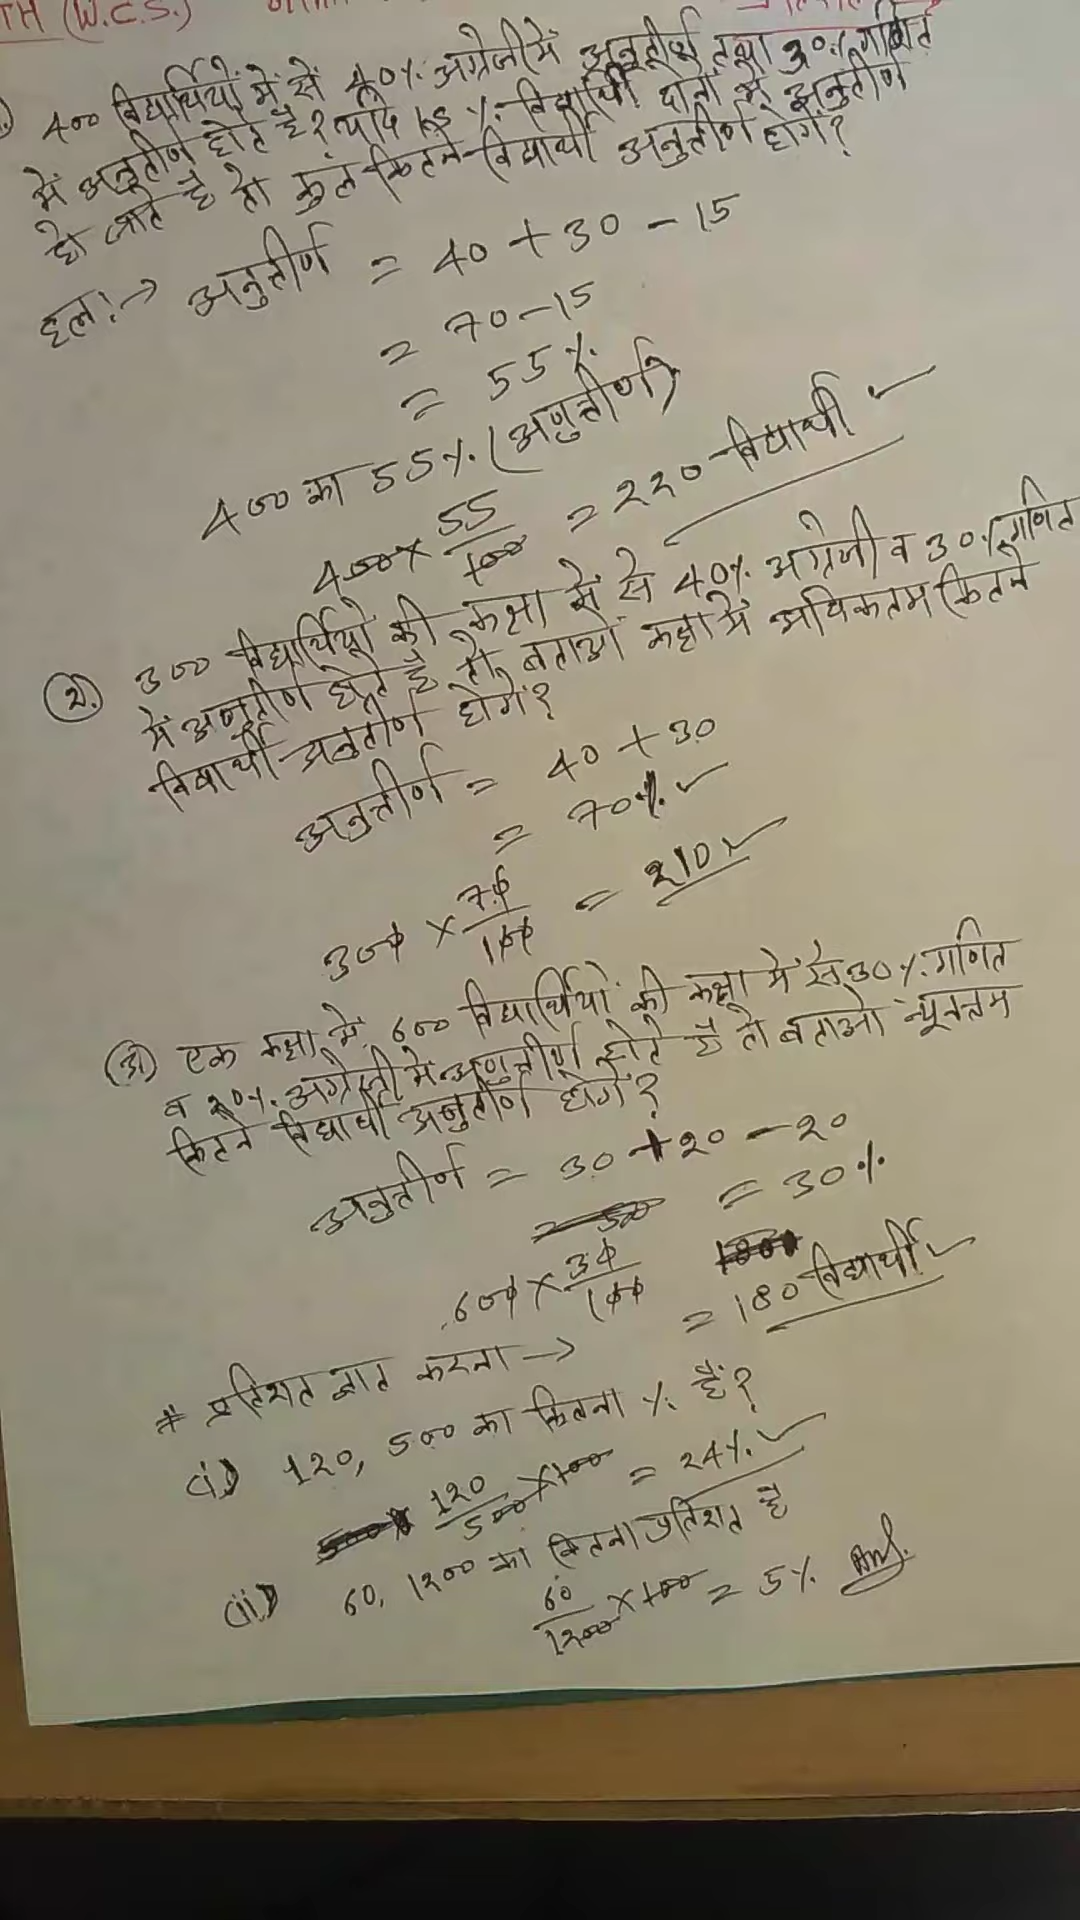 TH (W.C.S.)
400 विद्यार्थियों में से 40% अंग्रेजी में अनुतीर्ण तथा 30% गणित
में अनुतीर्ण होते है? यदि 15% विद्यार्थी दोनों में अनुतीर्ण
हो जाते है तो कुल कितने विद्यार्थी अनुतीर्ण होगें?
हल:→ अनुतीर्ण = 40 + 30 - 15
= 70 - 15
= 55%
400 का 55% (अणुत्तीर्ण)
400 × 55/100 = 220 विद्यार्थी ✓
(2.) 300 विद्यार्थियों की कक्षा में से 40% अंग्रेजी व 30% गणित
में अनुतीर्ण होते है तो बताओ कक्षा में अधिकतम कितने
विद्यार्थी अनुतीर्ण होगें?
अनुत्तीर्ण = 40 + 30
= 70% ✓
300 × 70/100 = 210 ✓
(3) एक कक्षा में 600 विद्यार्थियों की कक्षा में से 30% गणित
व 20% अंग्रेजी में अणुत्तीर्ण होते है तो बताओ न्यूनतम
कितने विद्यार्थी अनुतीर्ण होगें?
अनुतीर्ण = 30 + 20 - 20
= 30%
600 × 30/100
= 180 विद्यार्थी ✓
* प्रतिशत ज्ञात करना →
(i) 120, 500 का कितना % हैं?
120/500 × 100 = 24% ✓
(ii) 60, 1200 का कितना प्रतिशत है
60/1200 × 100 = 5% Ans.